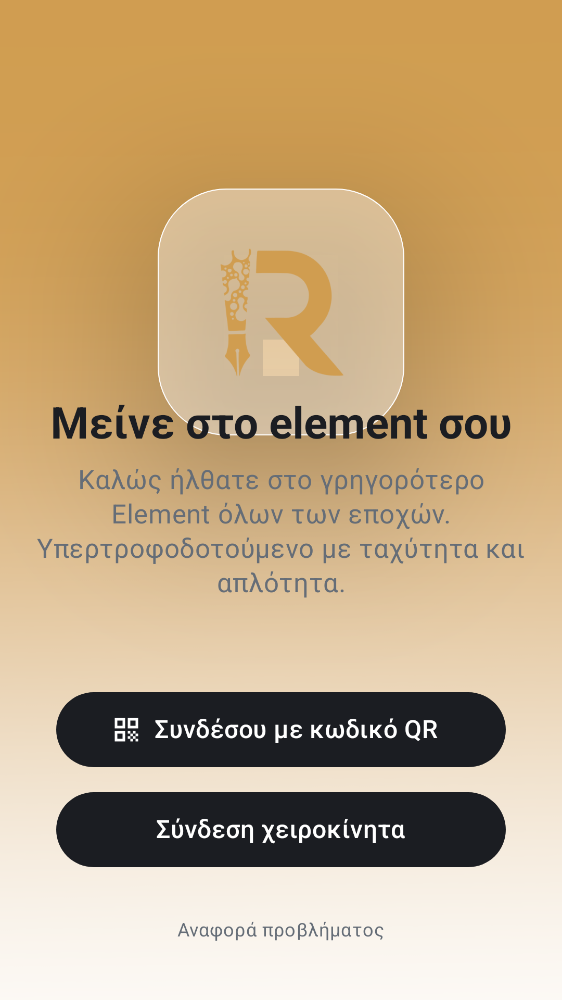 R
Μείνε στο element σου
Καλώς ήλθατε στο γρηγορότερο
Element όλων των εποχών.
Υπερτροφοδοτούμενο με ταχύτητα και
απλότητα.
Συνδέσου με κωδικό QR
Σύνδεση χειροκίνητα
Αναφορά προβλήματος